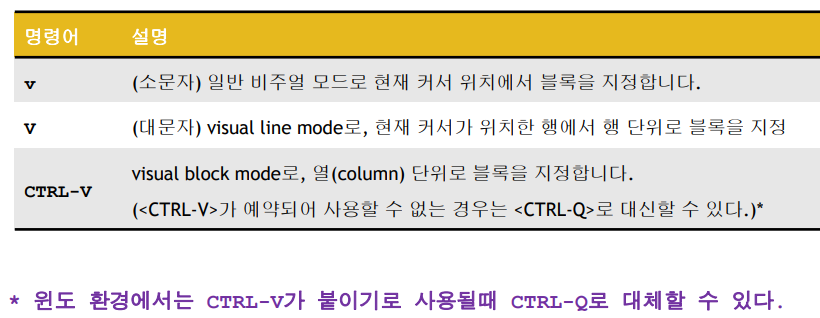 명령어 설명
v (소문자) 일반 비주얼 모드로 현재 커서 위치에서 블록을 지정합니다.
V (대문자) visual line mode로, 현재 커서가 위치한 행에서 행 단위로 블록을 지정
CTRL-V visual block mode로, 열(column) 단위로 블록을 지정합니다.
(<CTRL-V>가 예약되어 사용할 수 없는 경우는 <CTRL-Q>로 대신할 수 있다.)*
* 윈도 환경에서는 CTRL-V가 붙이기로 사용될때 CTRL-Q로 대체할 수 있다.